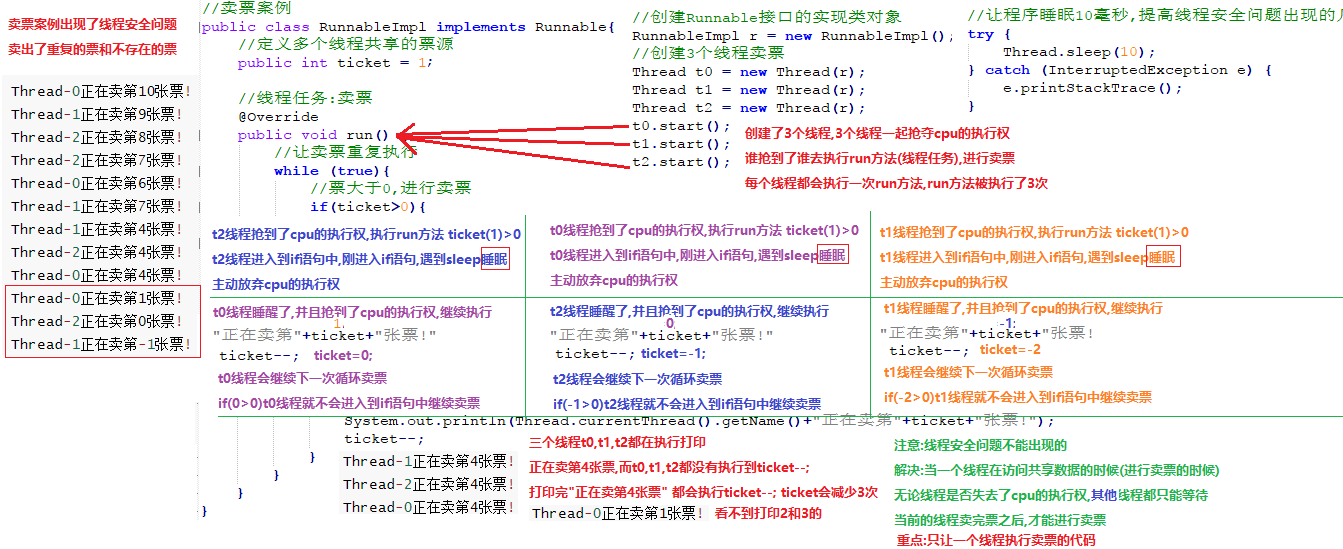 卖票案例出现了线程安全问题
卖出了重复的票和不存在的票
Thread-0正在卖第10张票!
Thread-1正在卖第9张票!
Thread-2正在卖第8张票!
Thread-2正在卖第7张票!
Thread-0正在卖第6张票!
Thread-1正在卖第7张票!
Thread-1正在卖第4张票!
Thread-2正在卖第4张票!
Thread-0正在卖第4张票!
Thread-0正在卖第1张票!
Thread-2正在卖第0张票!
Thread-1正在卖第-1张票!
//卖票案例
public class RunnableImpl implements Runnable{
//定义多个线程共享的票源
public int ticket = 1;
//线程任务:卖票
@Override
public void run()
//让卖票重复执行
while (true){
//票大于0,进行卖票
if(ticket>0){
//创建Runnable接口的实现类对象
RunnableImpl r = new RunnableImpl();
//创建3个线程卖票
Thread t0 = new Thread(r);
Thread t1 = new Thread(r);
Thread t2 = new Thread(r);
t0.start();
t1.start();
t2.start();
创建了3个线程,3个线程一起抢夺cpu的执行权
谁抢到了谁去执行run方法(线程任务),进行卖票
每个线程都会执行一次run方法,run方法被执行了3次
//让程序睡眠10毫秒,提高线程安全问题出现的
try {
Thread.sleep(10);
} catch (InterruptedException e) {
e.printStackTrace();
}
t2线程抢到了cpu的执行权,执行run方法 ticket(1)>0
t2线程进入到if语句中,刚进入if语句,遇到sleep睡眠
主动放弃cpu的执行权
t0线程抢到了cpu的执行权,执行run方法 ticket(1)>0
t0线程进入到if语句中,刚进入if语句,遇到sleep睡眠
主动放弃cpu的执行权
t1线程抢到了cpu的执行权,执行run方法 ticket(1)>0
t1线程进入到if语句中,刚进入if语句,遇到sleep睡眠
主动放弃cpu的执行权
t0线程睡醒了,并且抢到了cpu的执行权,继续执行
1;
"正在卖第"+ticket+"张票!"
ticket--; ticket=0;
t0线程会继续下一次循环卖票
if(0>0)t0线程就不会进入到if语句中继续卖票
t2线程睡醒了,并且抢到了cpu的执行权,继续执行
0;
"正在卖第"+ticket+"张票!"
ticket--; ticket=-1;
t2线程会继续下一次循环卖票
if(-1>0)t2线程就不会进入到if语句中继续卖票
t1线程睡醒了,并且抢到了cpu的执行权,继续执行
-1;
"正在卖第"+ticket+"张票!
ticket--; ticket=-2
t1线程会继续下一次循环卖票
if(-2>0)t1线程就不会进入到if语句中继续卖票
System.out.println(Thread.currentThread().getName()+"正在卖第"+ticket+"张票!");
ticket--;
}
}
}
}
Thread-1正在卖第4张票!
Thread-2正在卖第4张票!
Thread-0正在卖第4张票!
三个线程t0,t1,t2都在执行打印
正在卖第4张票,而t0,t1,t2都没有执行到ticket--;
打印完"正在卖第4张票" 都会执行ticket--; ticket会减少3次
Thread-0正在卖第1张票! 看不到打印2和3的
注意:线程安全问题不能出现的
解决:当一个线程在访问共享数据的时候(进行卖票的时候)
无论线程是否失去了cpu的执行权,其他线程都只能等待
当前的线程卖完票之后,才能进行卖票
重点:只让一个线程执行卖票的代码